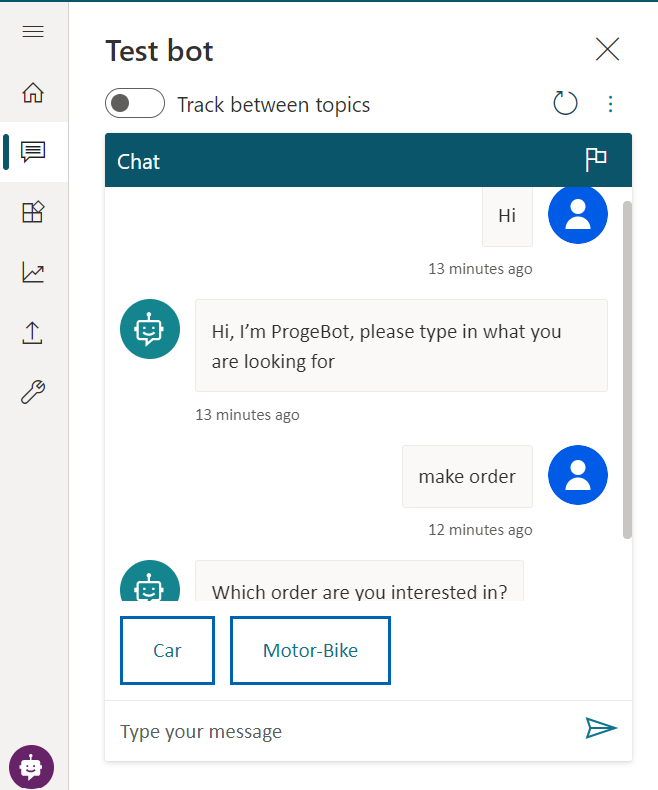 Test bot
Track between topics
Chat
Hi
13 minutes ago
Hi, I’m ProgeBot, please type in what you
are looking for
13 minutes ago
make order
12 minutes ago
Which order are you interested in?
Car
Motor-Bike
Type your message